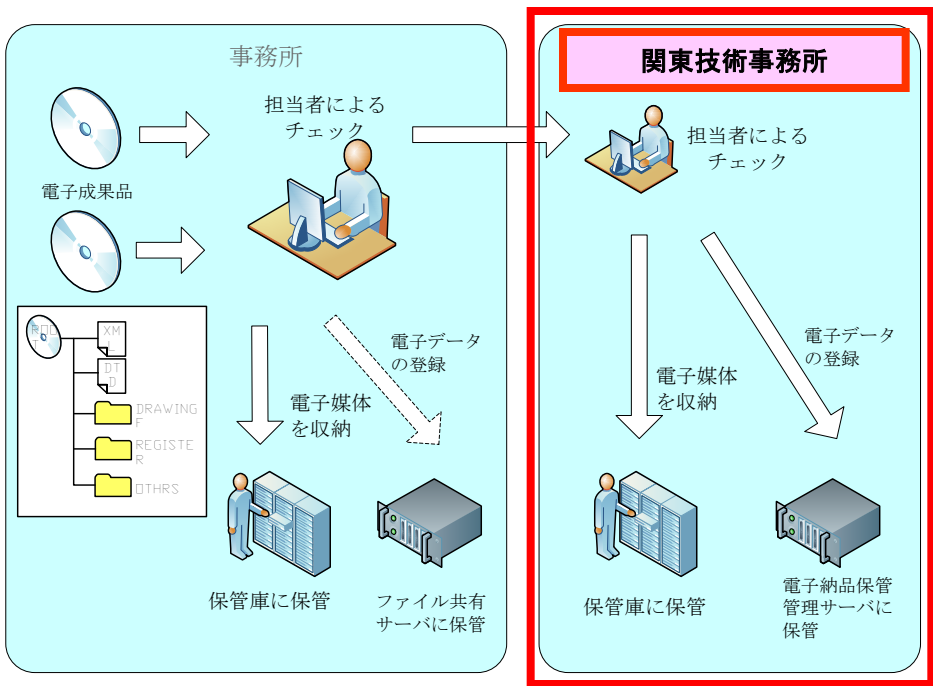 事務所
電子成果品
担当者による
チェック
ROO
T
XM
L
DT
D
DRAWING
F
REGISTE
R
OTHRS
電子媒体
を収納
電子データ
の登録
保管庫に保管
ファイル共有
サーバに保管
関東技術事務所
担当者による
チェック
電子媒体
を収納
電子データ
の登録
保管庫に保管
電子納品保管
管理サーバに
保管